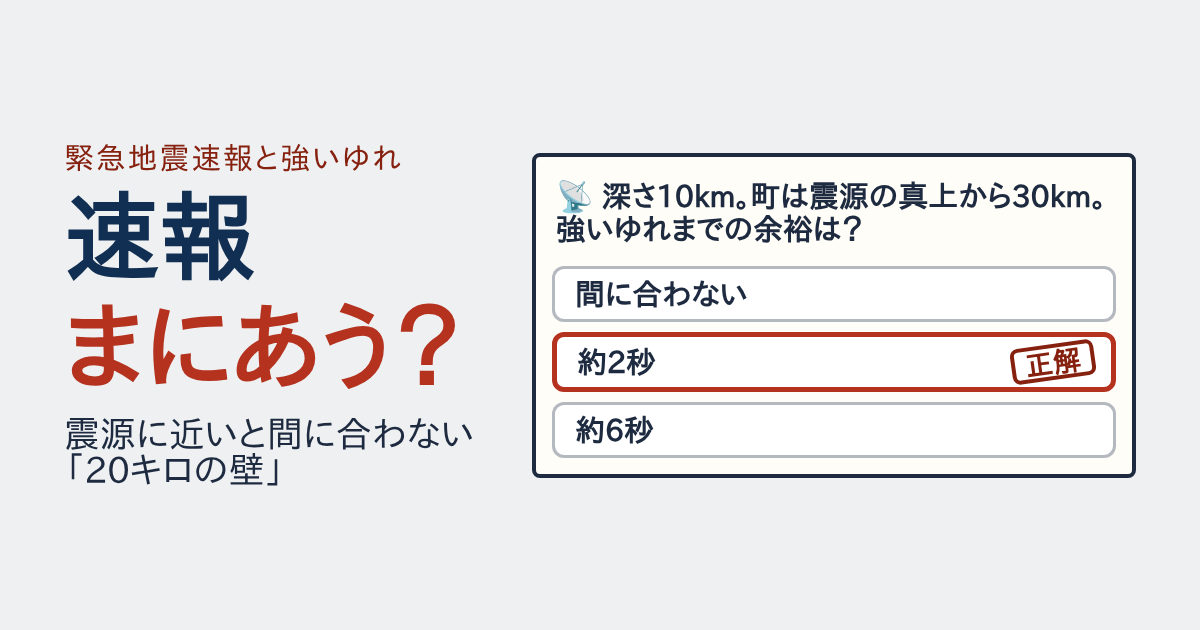 緊急地震速報と強いゆれ
速報
まにあう?
震源に近いと間に合わない
「20キロの壁」
📡 深さ10km。町は震源の真上から30km。
強いゆれまでの余裕は?
間に合わない
約2秒
正解
約6秒